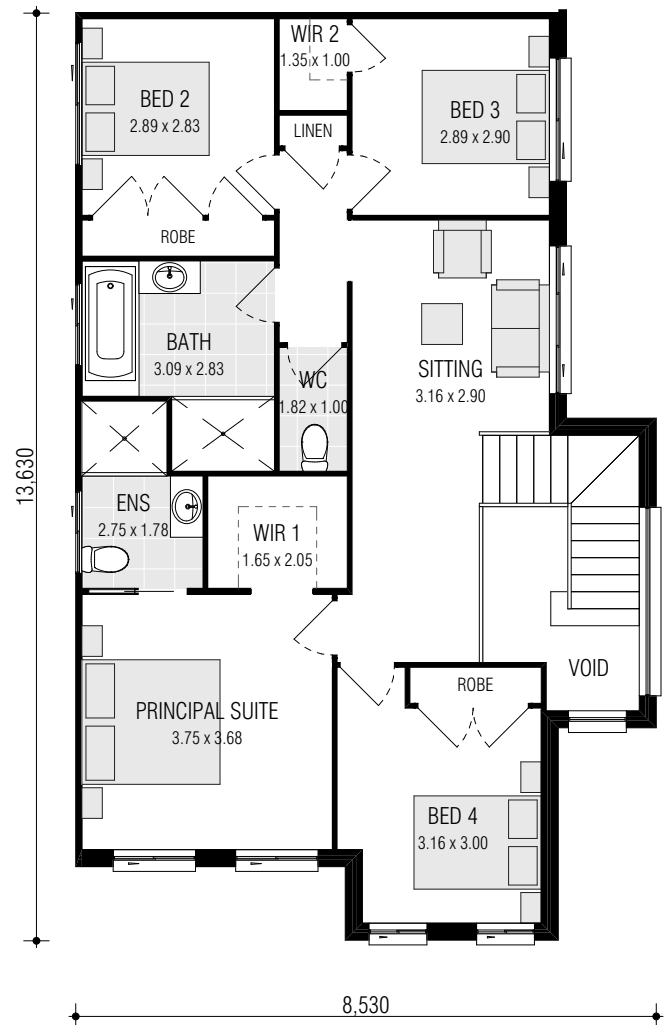 WIR 2
1.35 x 1.00
BED 2
2.89 x 2.83
BED 3
2.89 x 2.90
LINEN
ROBE
BATH
3.09 x 2.83
SITTING
3.16 x 2.90
WC
1.82 x 1.00
13,630
ENS
2.75 x 1.78
WIR 1
1.65 x 2.05
VOID
ROBE
PRINCIPAL SUITE
3.75 x 3.68
BED 4
3.16 x 3.00
8,530